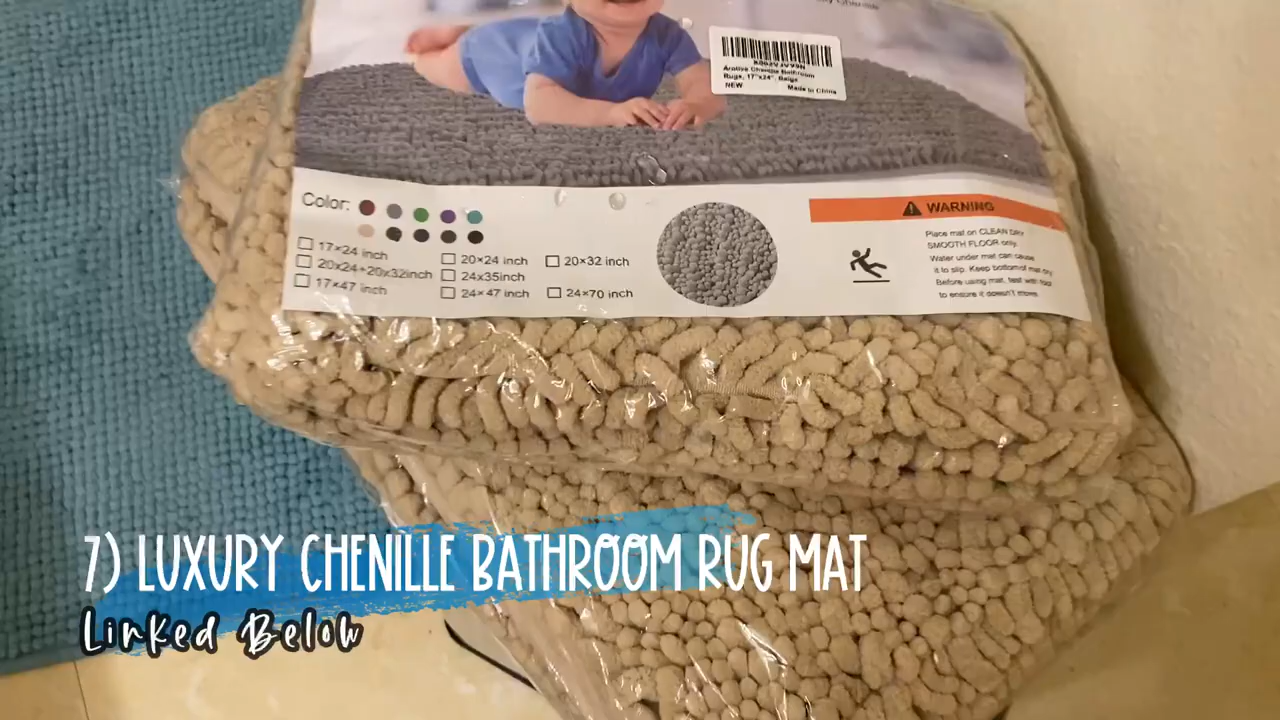 Chenille
Chenille Bathroom
Rugs, 17"x24", Beige
NEW Made in China
Color:
17×24 inch 20×24 inch 20×32 inch
20x24+20x32inch 24×35inch
17×47 inch 24×47 inch 24×70 inch
WARNING
Place mat on CLEAN DRY
SMOOTH FLOOR only.
Water under mat can cause
it to slip. Keep bottom of mat dry
Before using mat, test with foot
to ensure it doesn't move.
7) LUXURY CHENILLE BATHROOM RUG MAT
Linked Below